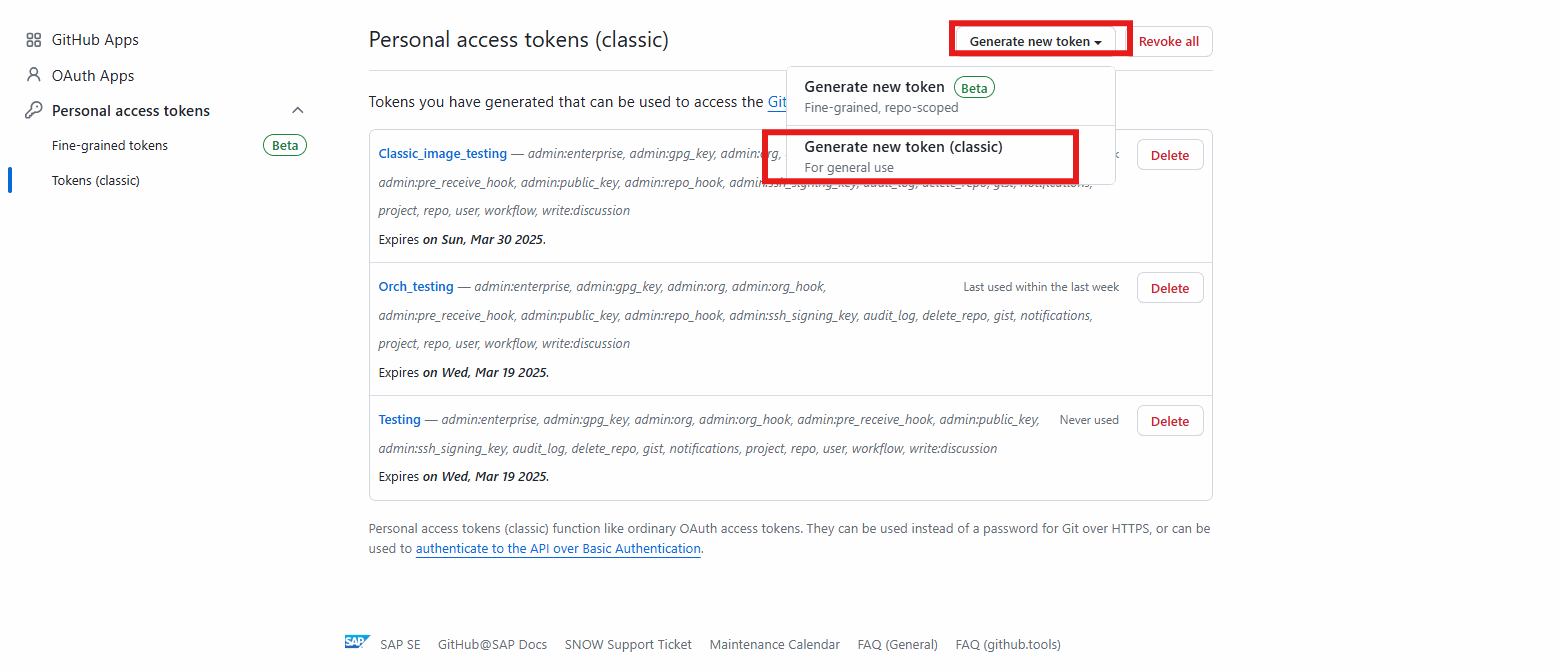 GitHub Apps
OAuth Apps
Personal access tokens
Fine-grained tokens Beta
Tokens (classic)
Personal access tokens (classic)
Generate new token
Revoke all
Generate new token Beta
Fine-grained, repo-scoped
Generate new token (classic)
For general use
Tokens you have generated that can be used to access the Git
Classic_image_testing — admin:enterprise, admin:gpg_key, admin:org,
Delete
admin:pre_receive_hook, admin:public_key, admin:repo_hook, admin:ssh_signing_key, audit_log, delete_repo, gist, notifications,
project, repo, user, workflow, write:discussion
Expires on Sun, Mar 30 2025.
Orch_testing — admin:enterprise, admin:gpg_key, admin:org, admin:org_hook,
Last used within the last week
Delete
admin:pre_receive_hook, admin:public_key, admin:repo_hook, admin:ssh_signing_key, audit_log, delete_repo, gist, notifications,
project, repo, user, workflow, write:discussion
Expires on Wed, Mar 19 2025.
Testing — admin:enterprise, admin:gpg_key, admin:org, admin:org_hook, admin:pre_receive_hook, admin:public_key,
Never used
Delete
admin:ssh_signing_key, audit_log, delete_repo, gist, notifications, project, repo, user, workflow, write:discussion
Expires on Wed, Mar 19 2025.
Personal access tokens (classic) function like ordinary OAuth access tokens. They can be used instead of a password for Git over HTTPS, or can be
used to authenticate to the API over Basic Authentication.
SAP SAP SE GitHub@SAP Docs SNOW Support Ticket Maintenance Calendar FAQ (General) FAQ (github.tools)